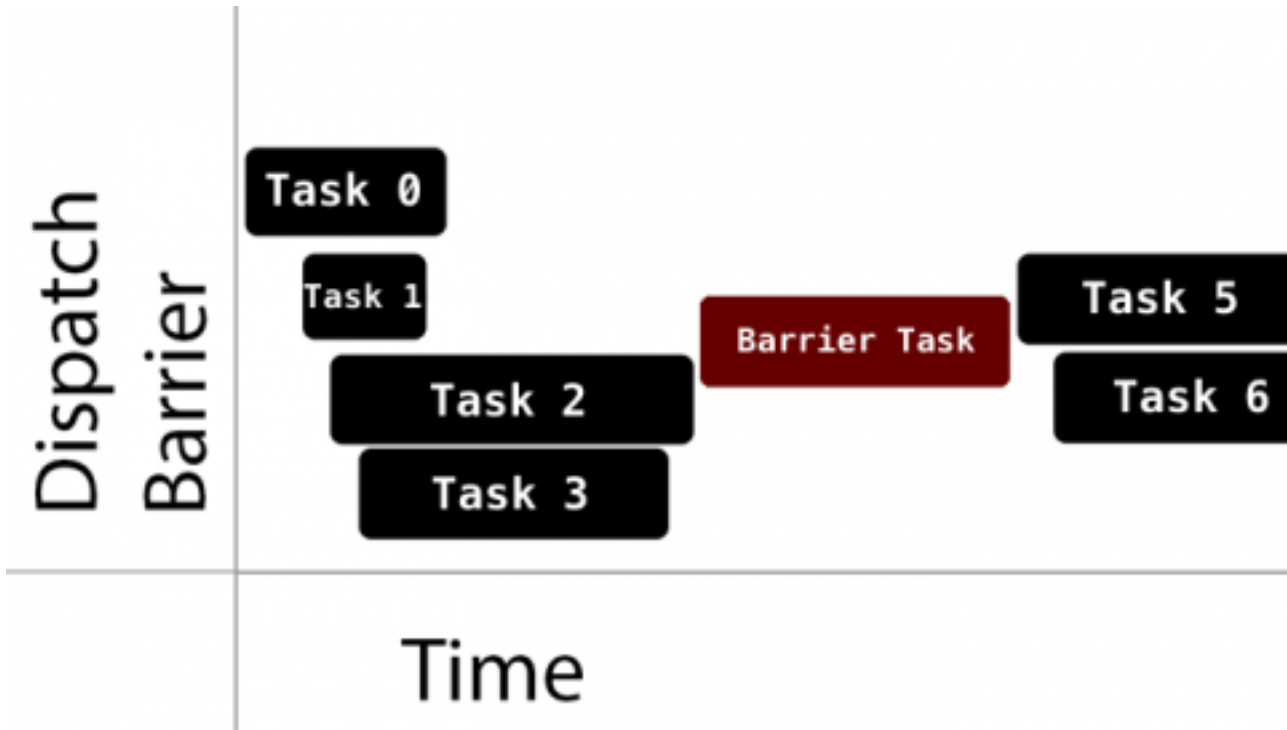 Dispatch
Barrier
Task 0
Task 1
Task 2
Task 3
Barrier Task
Task 5
Task 6
Time